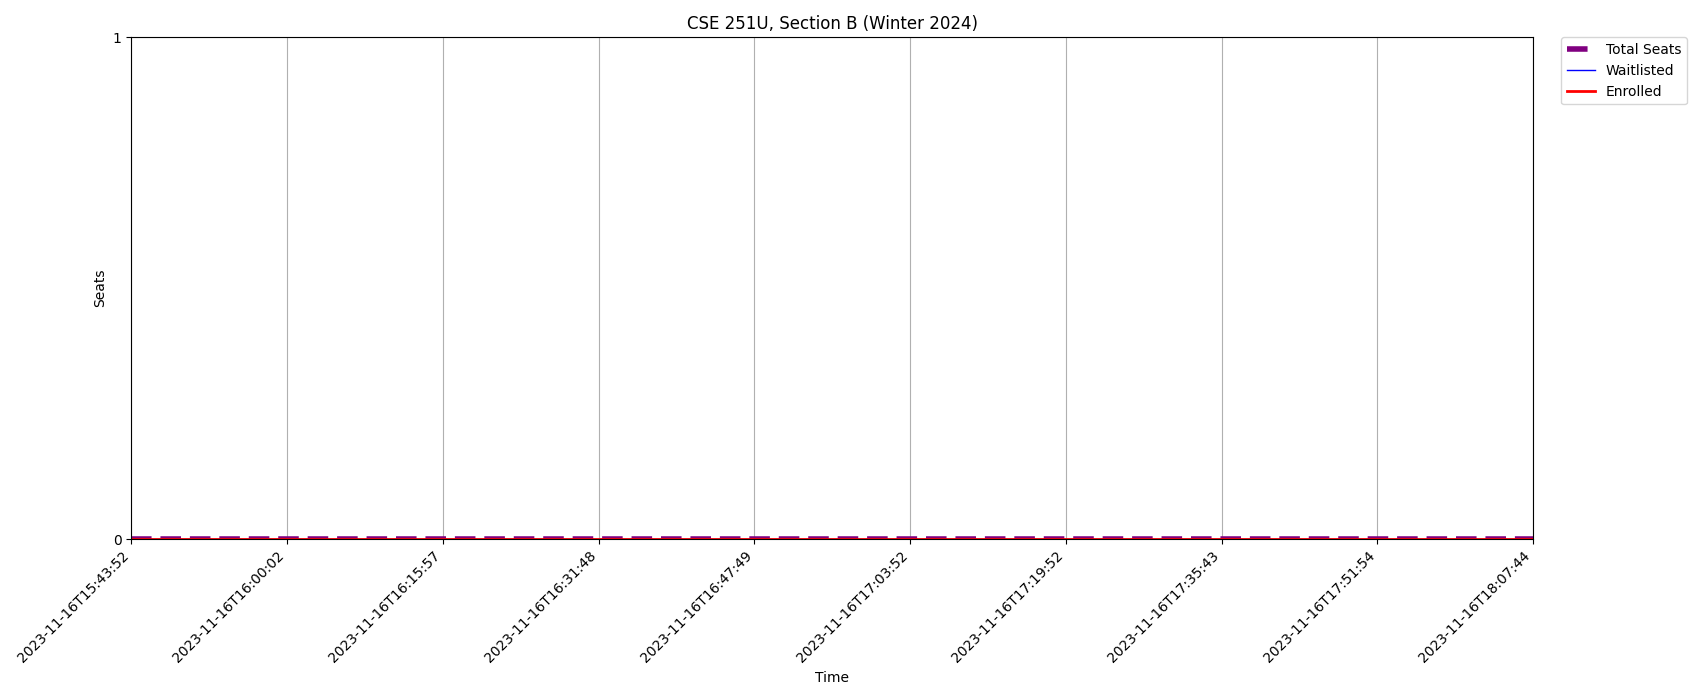 CSE 251U, Section B (Winter 2024)
1
Total Seats
Waitlisted
Enrolled
Seats
0
2023-11-16T15:43:52
2023-11-16T16:00:02
2023-11-16T16:15:57
2023-11-16T16:31:48
2023-11-16T16:47:49
2023-11-16T17:03:52
2023-11-16T17:19:52
2023-11-16T17:35:43
2023-11-16T17:51:54
2023-11-16T18:07:44
Time